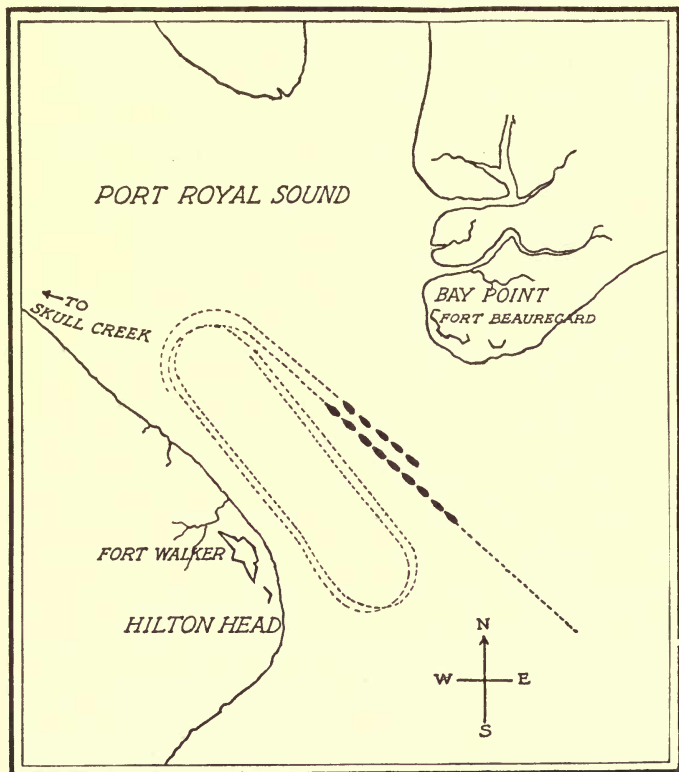 PORT ROYAL SOUND
←TO
SKULL CREEK
BAY POINT
FORT BEAUREGARD
FORT WALKER
HILTON HEAD
N
W E
S